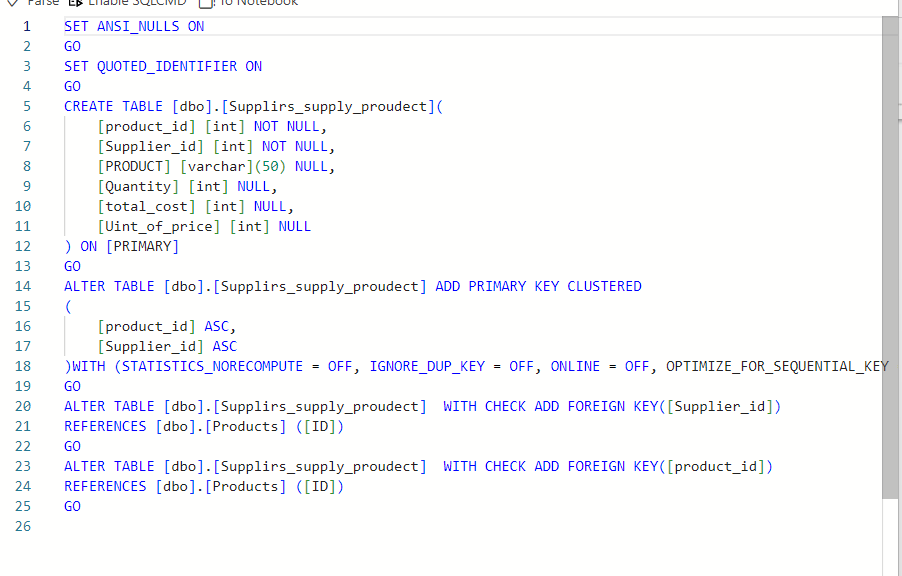 Parse Enable SQLCMD To Notebook
1 SET ANSI_NULLS ON
2 GO
3 SET QUOTED_IDENTIFIER ON
4 GO
5 CREATE TABLE [dbo].[Supplirs_supply_proudect](
6 [product_id] [int] NOT NULL,
7 [Supplier_id] [int] NOT NULL,
8 [PRODUCT] [varchar](50) NULL,
9 [Quantity] [int] NULL,
10 [total_cost] [int] NULL,
11 [Uint_of_price] [int] NULL
12 ) ON [PRIMARY]
13 GO
14 ALTER TABLE [dbo].[Supplirs_supply_proudect] ADD PRIMARY KEY CLUSTERED
15 (
16 [product_id] ASC,
17 [Supplier_id] ASC
18 )WITH (STATISTICS_NORECOMPUTE = OFF, IGNORE_DUP_KEY = OFF, ONLINE = OFF, OPTIMIZE_FOR_SEQUENTIAL_KEY
19 GO
20 ALTER TABLE [dbo].[Supplirs_supply_proudect]  WITH CHECK ADD FOREIGN KEY([Supplier_id])
21 REFERENCES [dbo].[Products] ([ID])
22 GO
23 ALTER TABLE [dbo].[Supplirs_supply_proudect]  WITH CHECK ADD FOREIGN KEY([product_id])
24 REFERENCES [dbo].[Products] ([ID])
25 GO
26